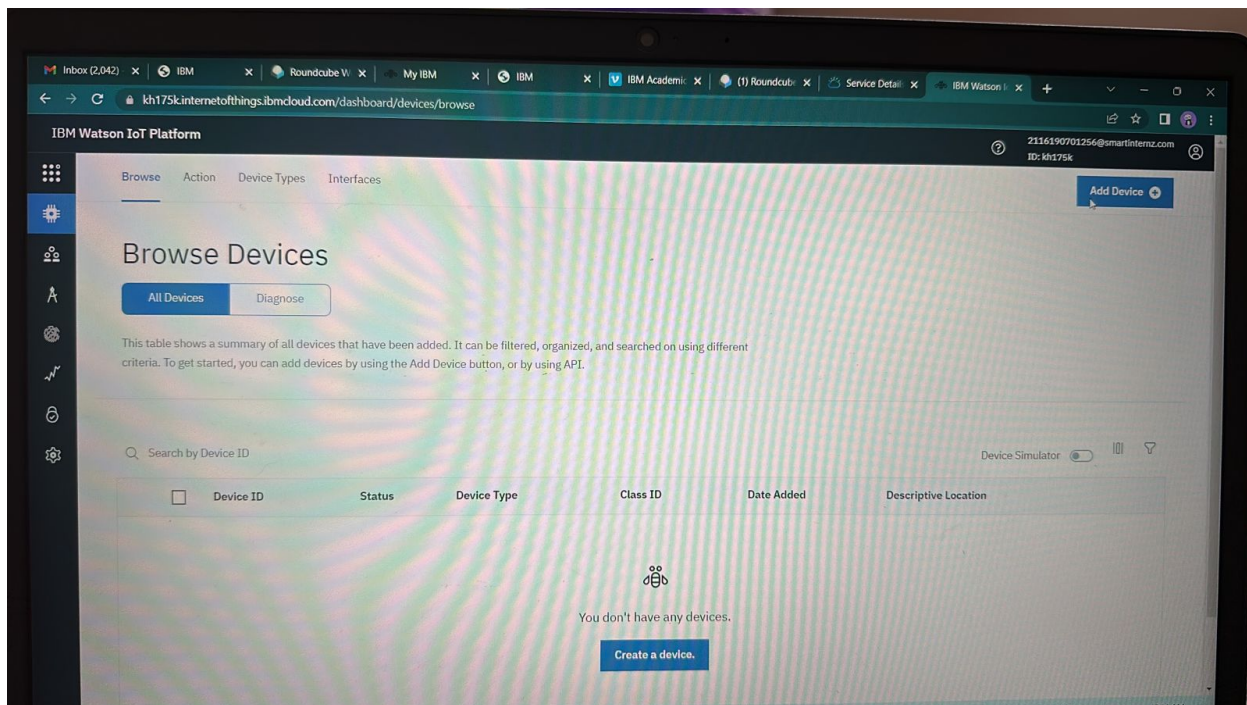 Inbox (2,042)
IBM
Roundcube W
My IBM
IBM
IBM Academic
(1) Roundcube
Service Detail
IBM Watson I
kh175k.internetofthings.ibmcloud.com/dashboard/devices/browse
IBM Watson IoT Platform
2116190701256@smartinternz.com
ID: kh175k
Browse Action Device Types Interfaces
Add Device
Browse Devices
All Devices Diagnose
This table shows a summary of all devices that have been added. It can be filtered, organized, and searched on using different
criteria. To get started, you can add devices by using the Add Device button, or by using API.
Search by Device ID
Device Simulator
Device ID Status Device Type Class ID Date Added Descriptive Location
You don't have any devices.
Create a device.